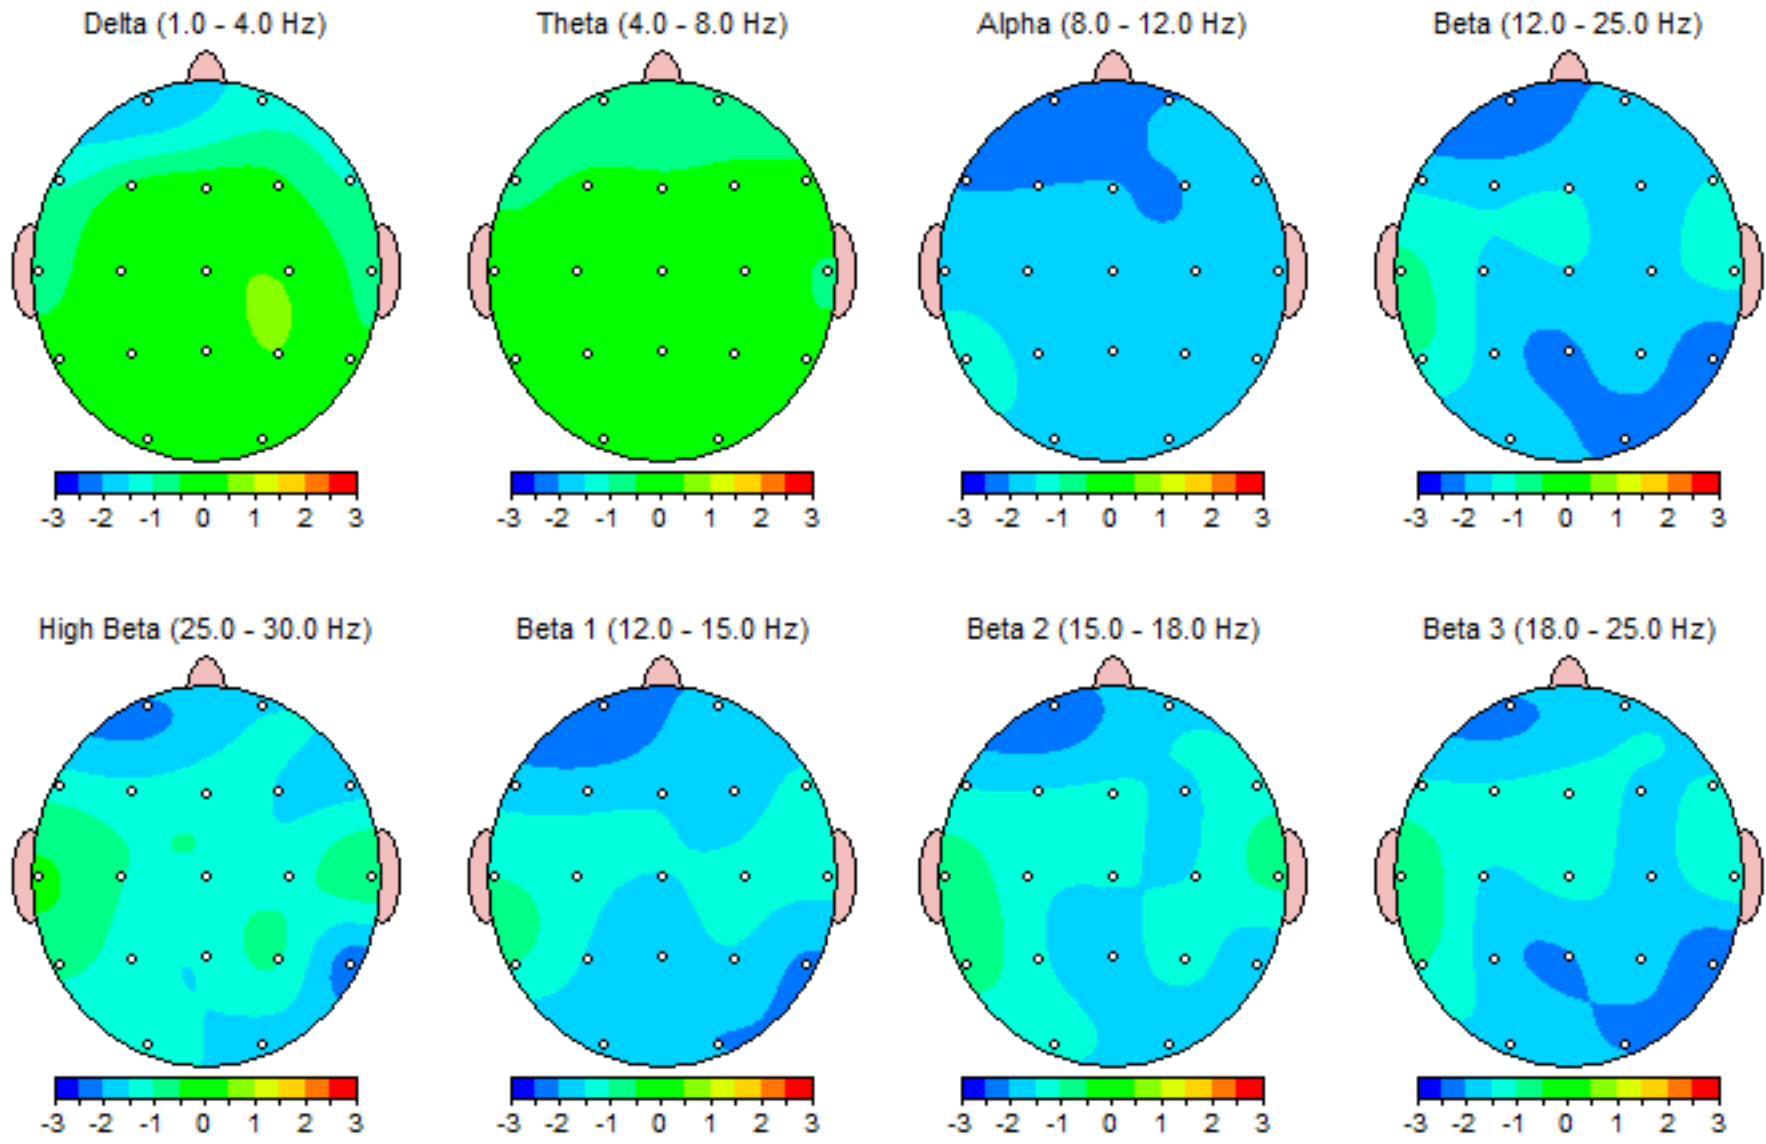 Delta (1.0 - 4.0 Hz) Theta (4.0 - 8.0 Hz) Alpha (8.0 - 12.0 Hz) Beta (12.0 - 25.0 Hz)
-3 -2 -1 0 1 2 3 -3 -2 -1 0 1 2 3 -3 -2 -1 0 1 2 3 -3 -2 -1 0 1 2 3
High Beta (25.0 - 30.0 Hz) Beta 1 (12.0 - 15.0 Hz) Beta 2 (15.0 - 18.0 Hz) Beta 3 (18.0 - 25.0 Hz)
-3 -2 -1 0 1 2 3 -3 -2 -1 0 1 2 3 -3 -2 -1 0 1 2 3 -3 -2 -1 0 1 2 3